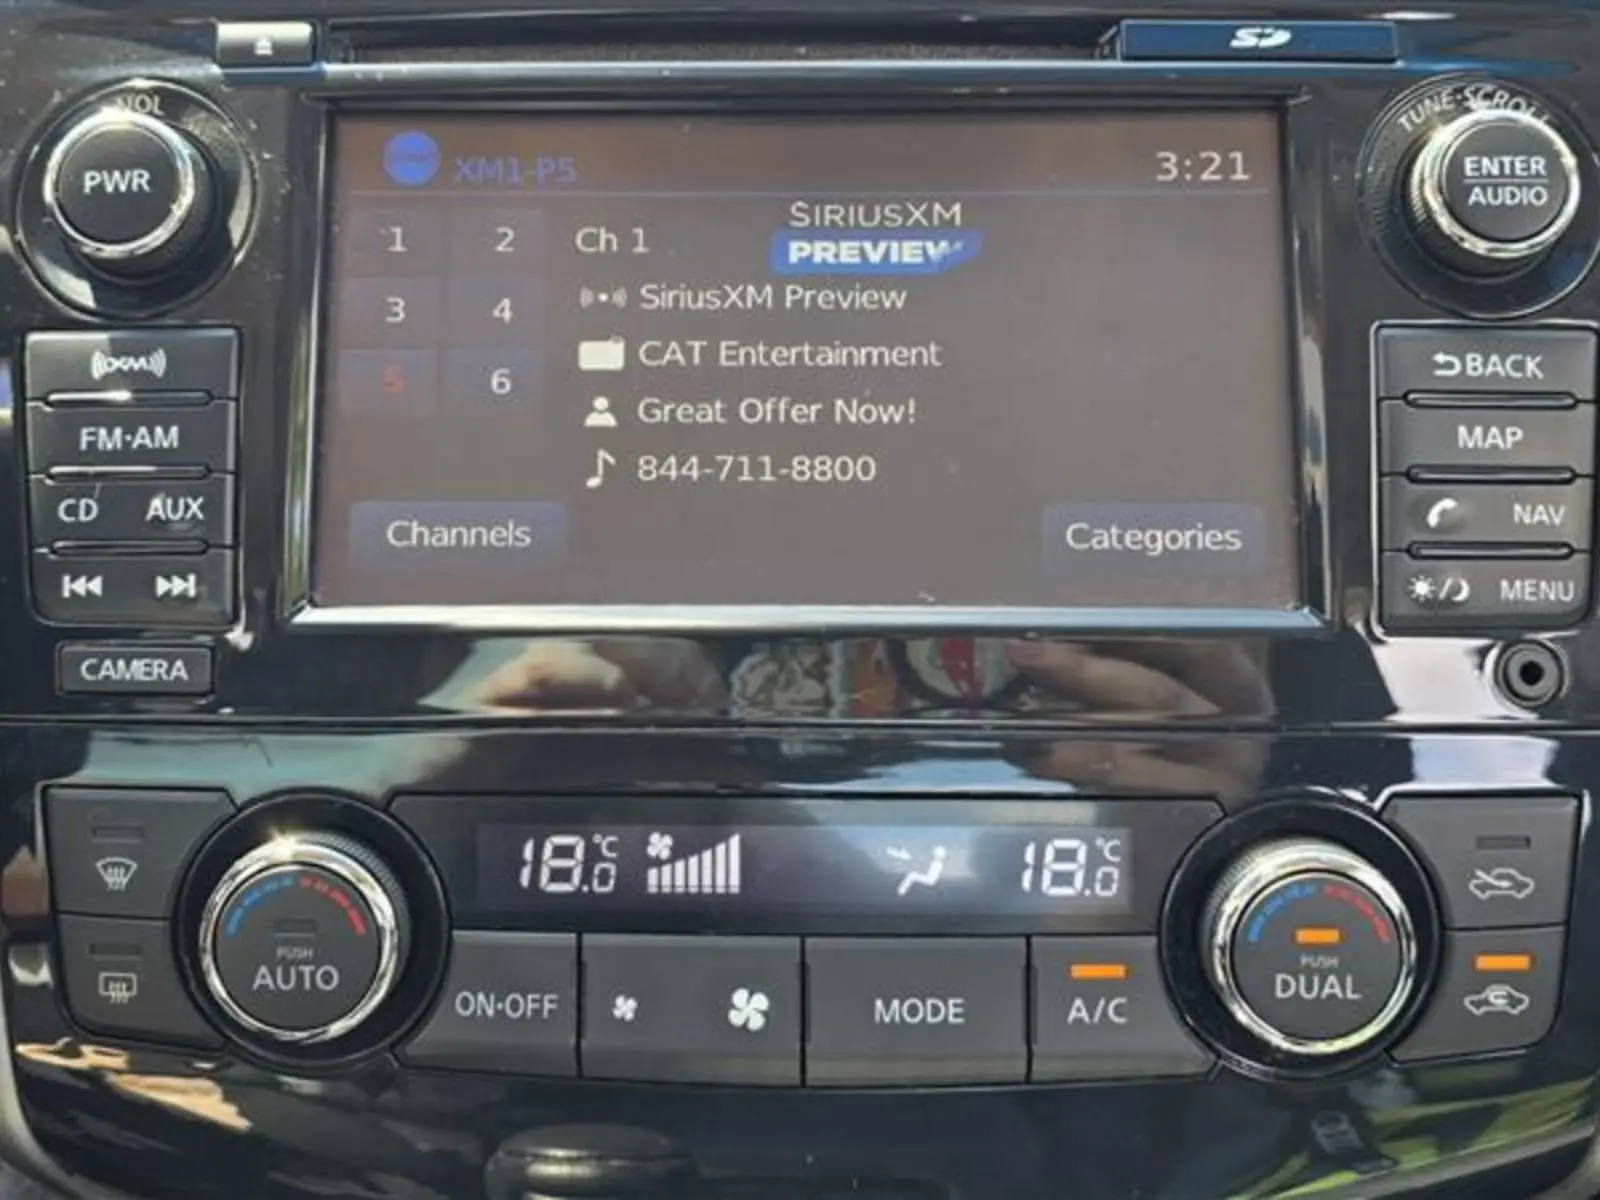 SD
VOL
PWR
TUNE·SCROLL
ENTER
AUDIO
XM1-P5
3:21
1 2
3 4
5 6
SIRIUSXM
PREVIEW
Ch 1
SiriusXM Preview
CAT Entertainment
Great Offer Now!
844-711-8800
Channels
Categories
XM
FM·AM
CD AUX
CAMERA
BACK
MAP
NAV
MENU
18.0°C
18.0°C
PUSH
AUTO
ON·OFF
MODE
A/C
PUSH
DUAL